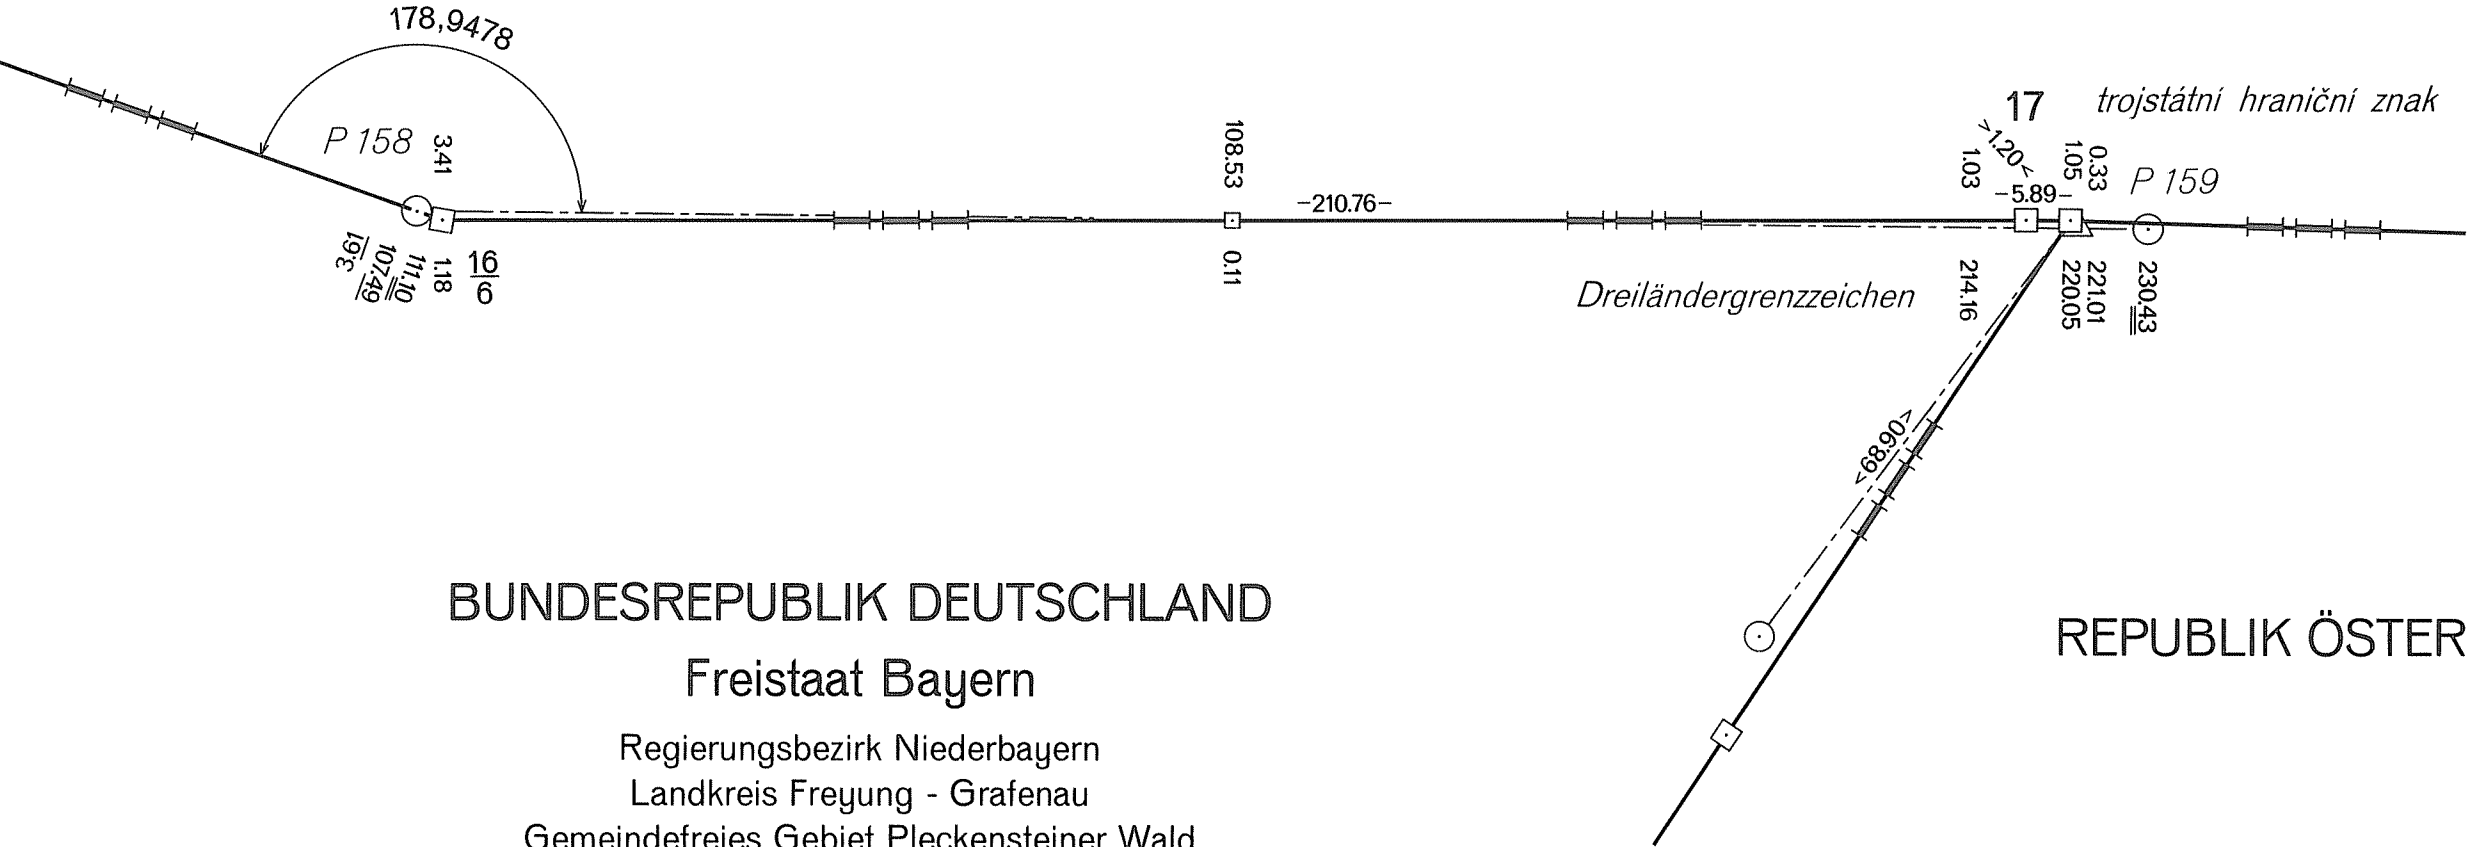 178,9478
P 158
3.41
3.91
107.49
111.10
1.18
16
6
108.53
0.11
-210.76-
17
trojstátní hraniční znak
>1.20<
1.03
-5.89-
1.05
0.33
P 159
Dreiländergrenzzeichen
214.16
220.05
221.01
230.43
<68.90>
BUNDESREPUBLIK DEUTSCHLAND
Freistaat Bayern
Regierungsbezirk Niederbayern
Landkreis Freyung - Grafenau
Gemeindefreies Gebiet Pleckensteiner Wald
REPUBLIK ÖSTER